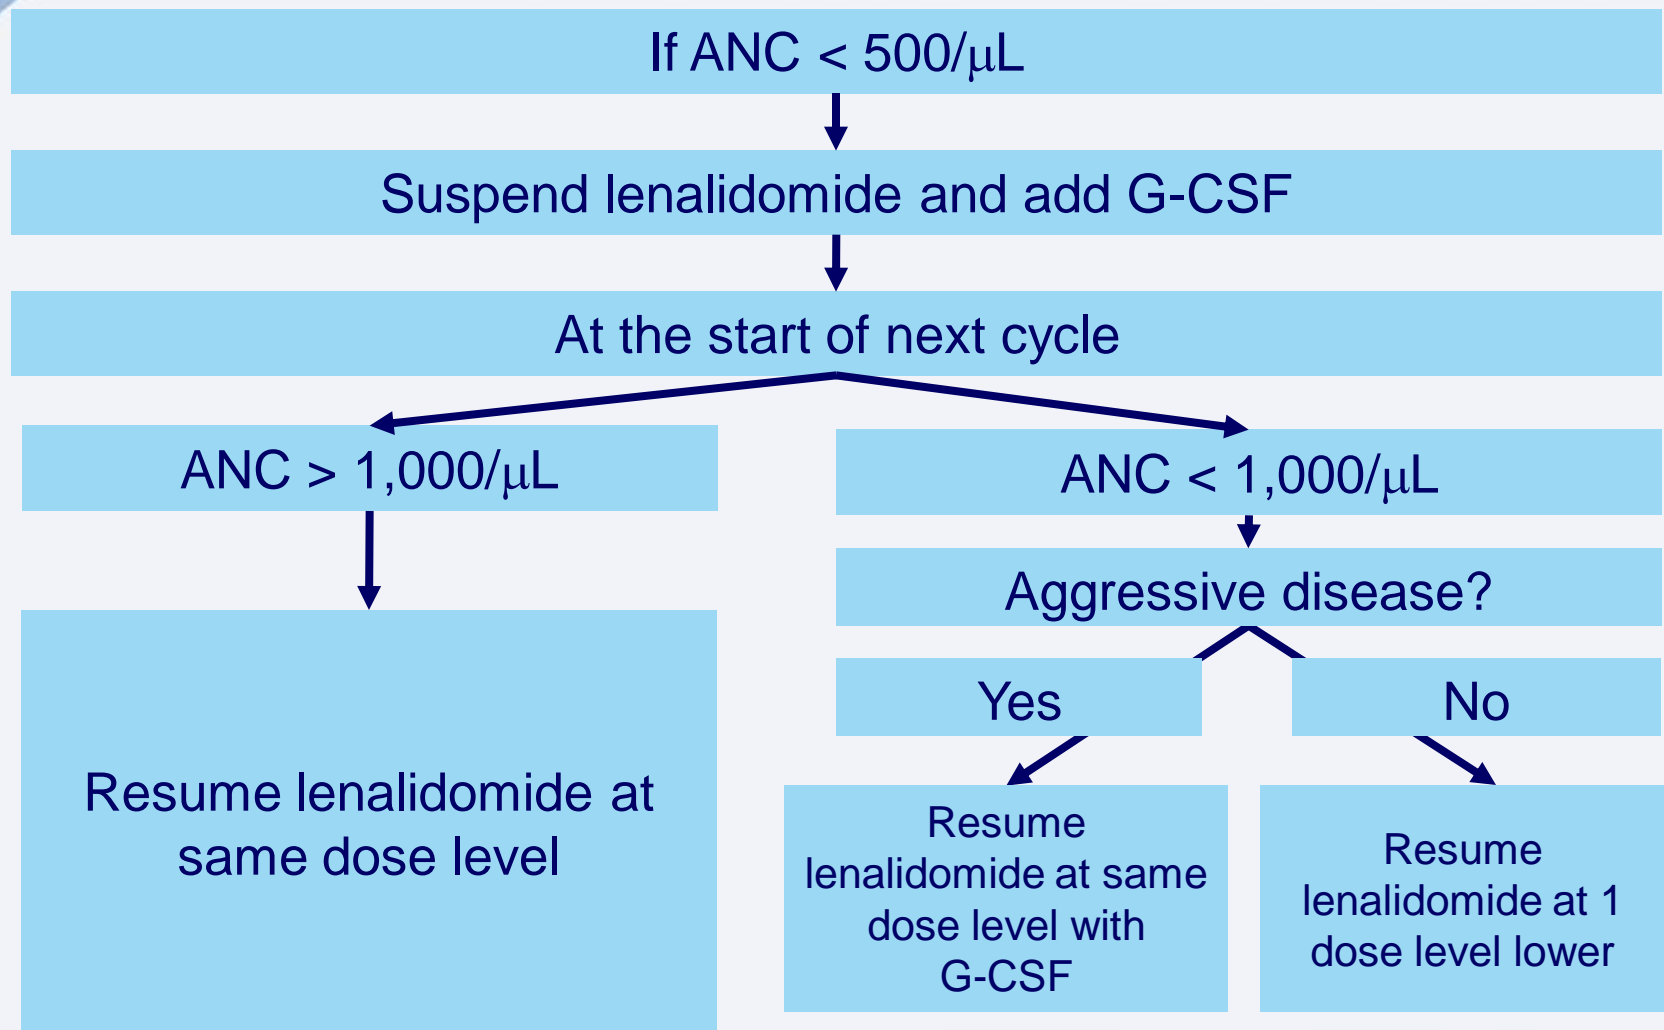 If ANC < 500/μL
Suspend lenalidomide and add G-CSF
At the start of next cycle
ANC > 1,000/μL
ANC < 1,000/μL
Aggressive disease?
Yes
No
Resume lenalidomide at
same dose level
Resume
lenalidomide at same
dose level with
G-CSF
Resume
lenalidomide at 1
dose level lower